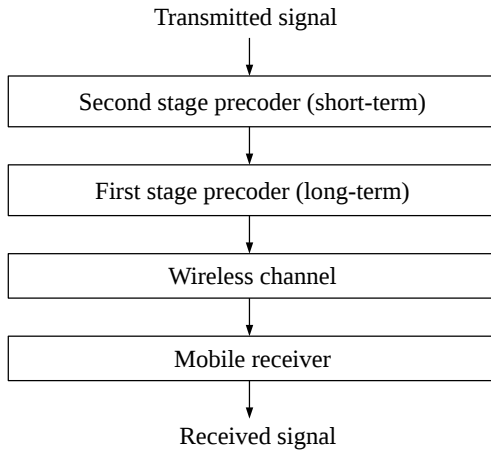 Transmitted signal
Second stage precoder (short-term)
First stage precoder (long-term)
Wireless channel
Mobile receiver
Received signal